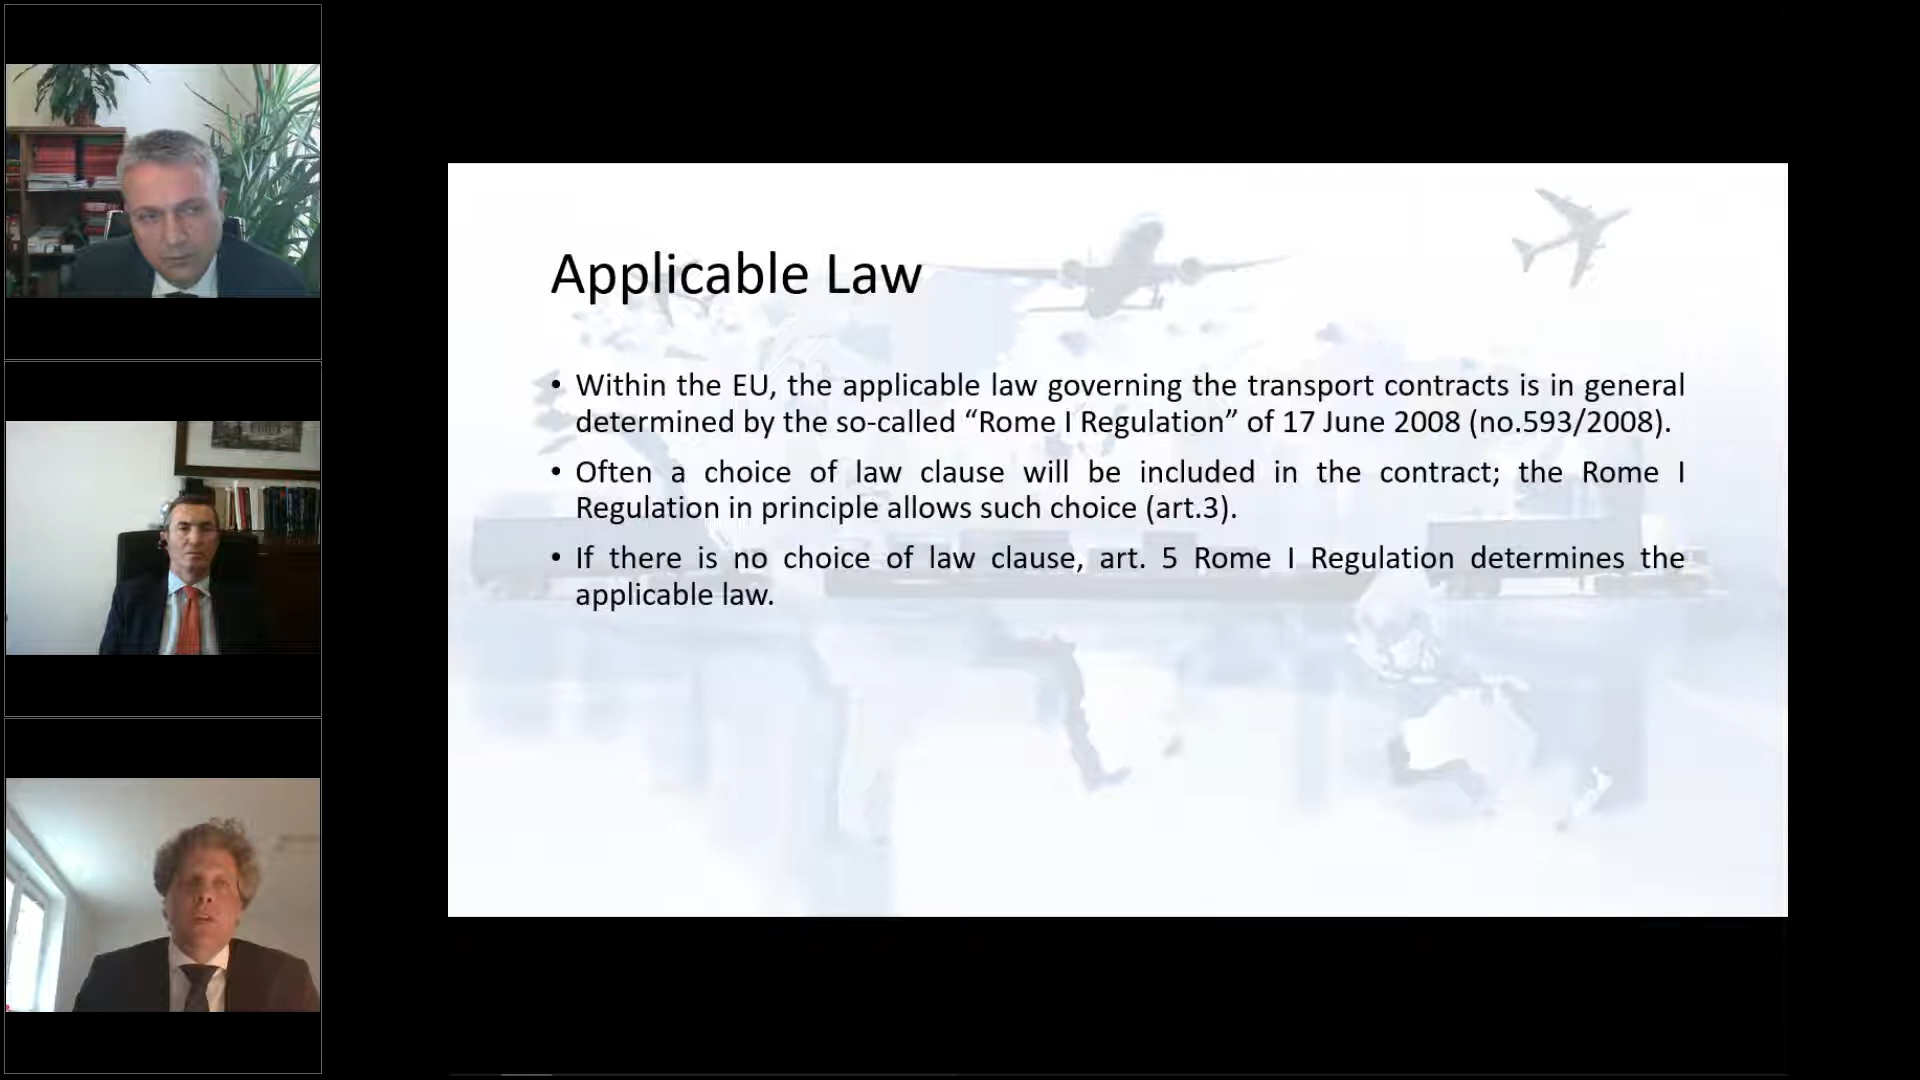 Applicable Law
• Within the EU, the applicable law governing the transport contracts is in general
determined by the so-called “Rome I Regulation” of 17 June 2008 (no.593/2008).
• Often a choice of law clause will be included in the contract; the Rome I
Regulation in principle allows such choice (art.3).
• If there is no choice of law clause, art. 5 Rome I Regulation determines the
applicable law.